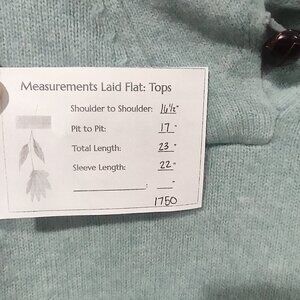 Measurements Laid Flat: Tops
Shoulder to Shoulder: 16½"
Pit to Pit: 17"
Total Length: 23"
Sleeve Length: 22"
: "
1750